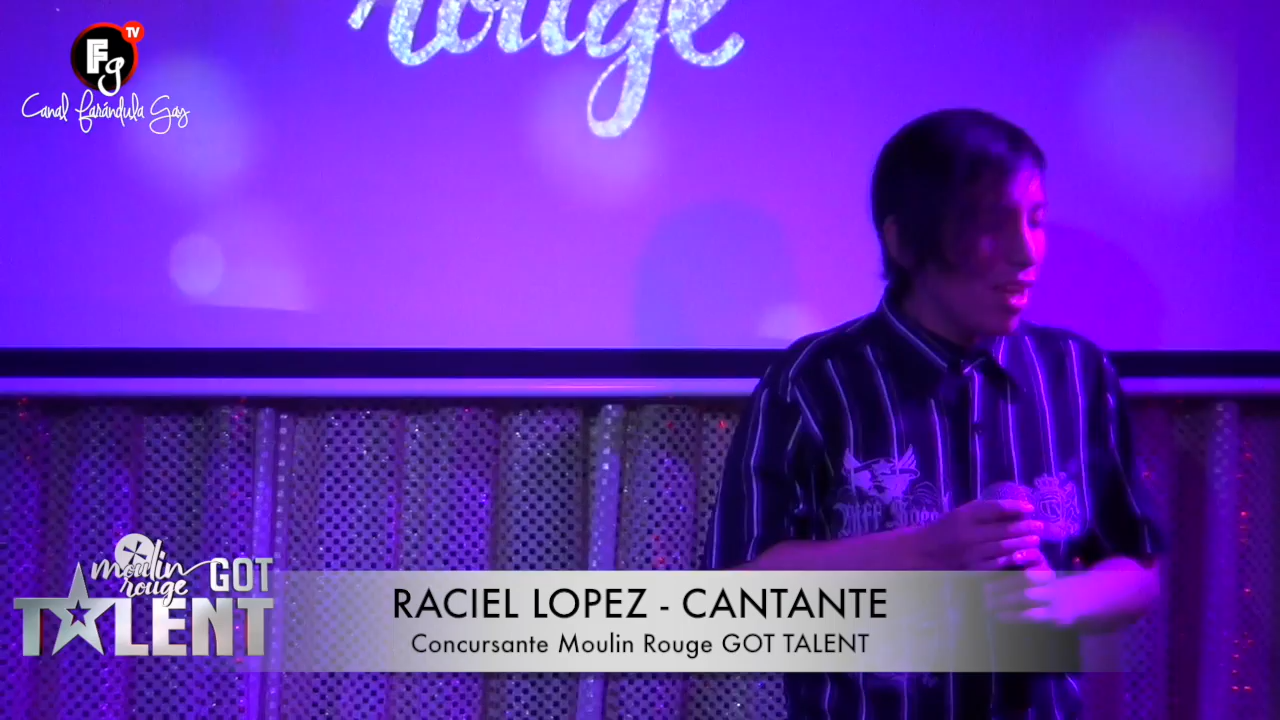 rouge
TV
Fg
Canal Farándula Gay
moulin
rouge
GOT
TALENT
RACIEL LOPEZ - CANTANTE
Concursante Moulin Rouge GOT TALENT